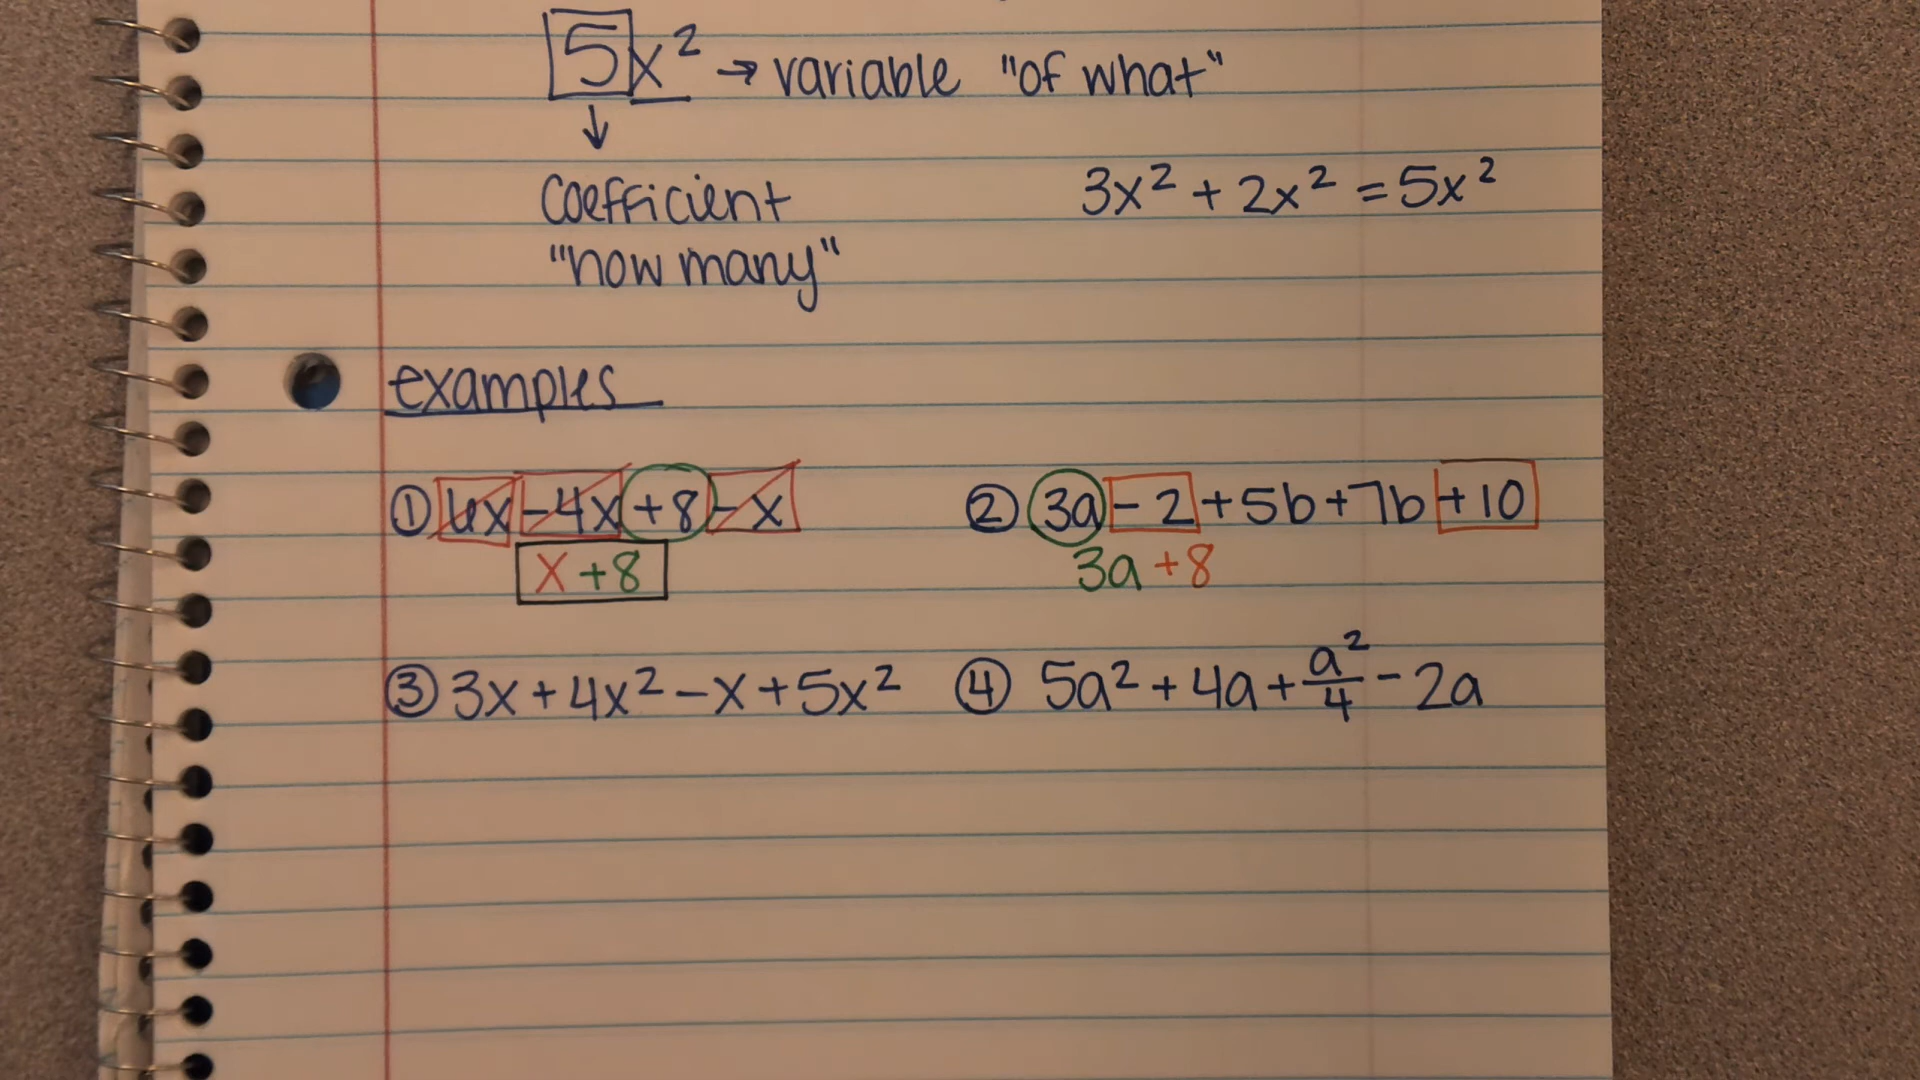 5x² → variable "of what"
↓
coefficient
3x² + 2x² = 5x²
"how many"
examples
① 6x - 4x + 8 - x
② 3a - 2 + 5b + 7b + 10
x + 8
3a + 8
③ 3x + 4x² - x + 5x²
④ 5a² + 4a + a²/4 - 2a